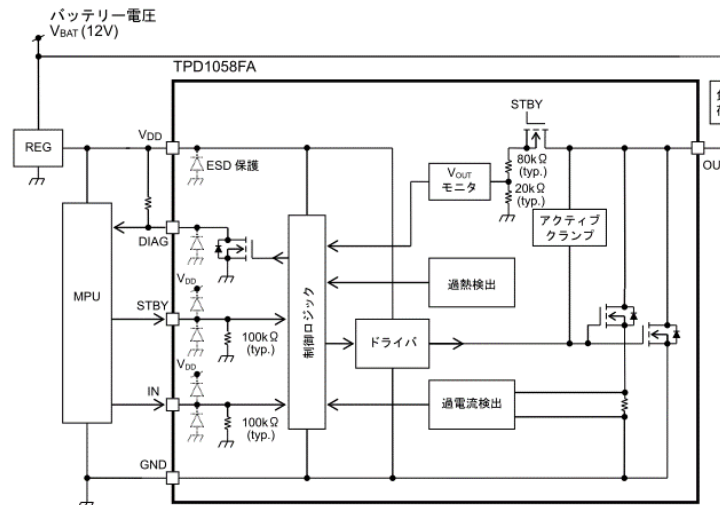 バッテリー電圧
VBAT (12V)
TPD1058FA
STBY
REG
VDD
ESD 保護
80kΩ
(typ.)
VOUT
モニタ
20kΩ
(typ.)
OU
アクティブ
クランプ
DIAG
MPU
VDD
過熱検出
STBY
100kΩ
(typ.)
制御ロジック
ドライバ
VDD
IN
100kΩ
(typ.)
過電流検出
GND